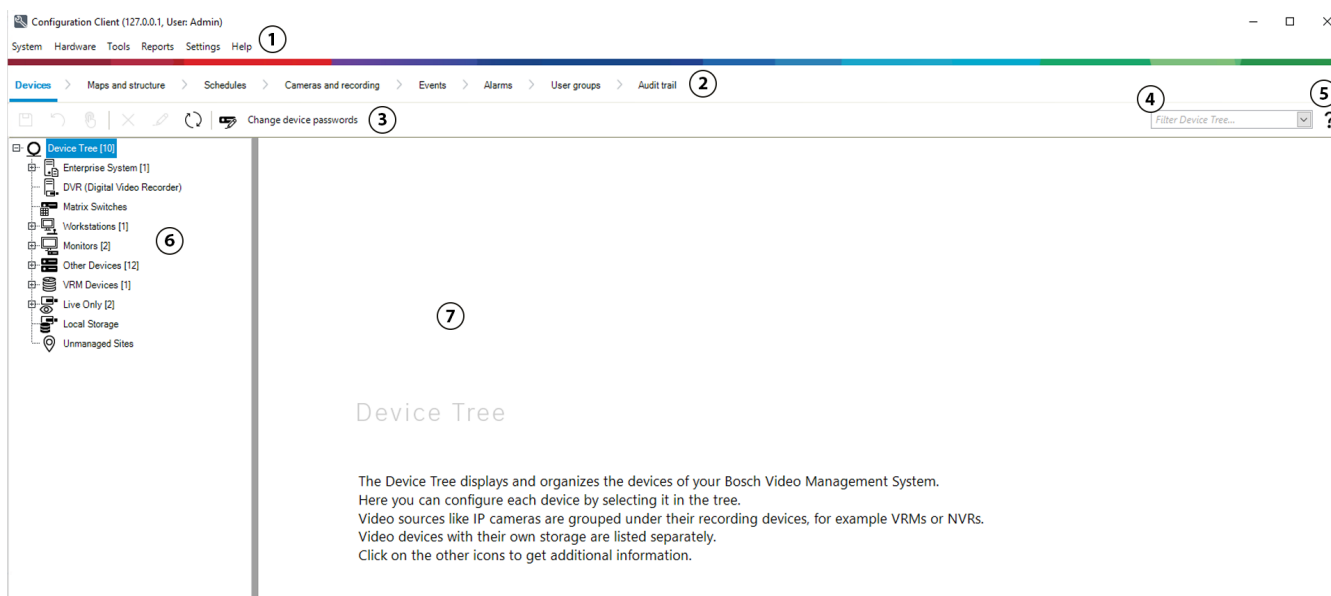 Configuration Client (127.0.0.1, User: Admin)
System Hardware Tools Reports Settings Help 1
Devices > Maps and structure > Schedules > Cameras and recording > Events > Alarms > User groups > Audit trail 2
Change device passwords 3
4
Filter Device Tree...
5
?
Device Tree [10]
Enterprise System [1]
DVR (Digital Video Recorder)
Matrix Switches
Workstations [1]
Monitors [2]
6
Other Devices [12]
VRM Devices [1]
Live Only [2]
Local Storage
Unmanaged Sites
7
Device Tree
The Device Tree displays and organizes the devices of your Bosch Video Management System.
Here you can configure each device by selecting it in the tree.
Video sources like IP cameras are grouped under their recording devices, for example VRMs or NVRs.
Video devices with their own storage are listed separately.
Click on the other icons to get additional information.